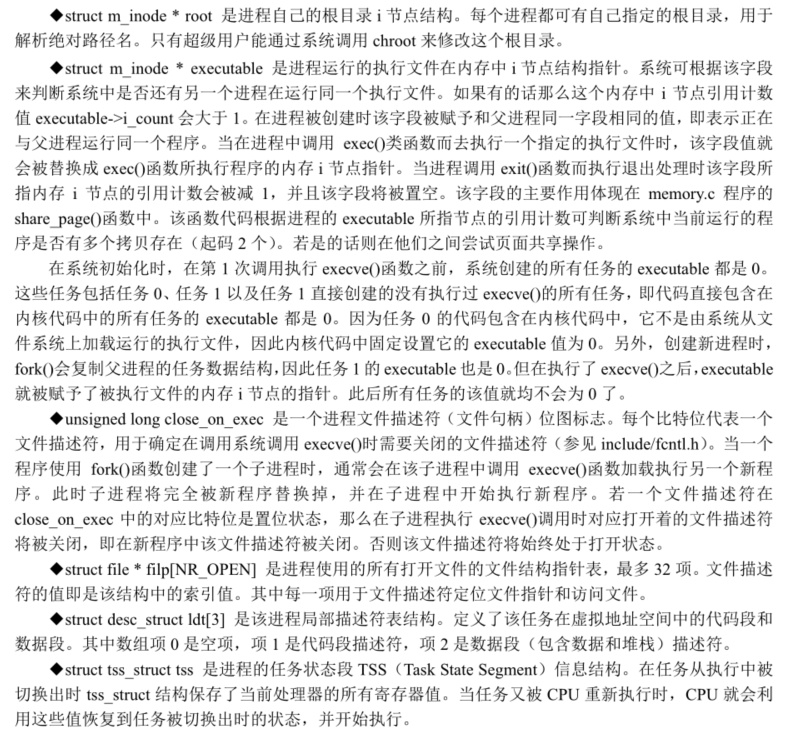 ◆struct m_inode * root 是进程自己的根目录 i 节点结构。每个进程都可有自己指定的根目录，用于
解析绝对路径名。只有超级用户能通过系统调用 chroot 来修改这个根目录。
◆struct m_inode * executable 是进程运行的执行文件在内存中 i 节点结构指针。系统可根据该字段
来判断系统中是否还有另一个进程在运行同一个执行文件。如果有的话那么这个内存中 i 节点引用计数
值 executable->i_count 会大于 1。在进程被创建时该字段被赋予和父进程同一字段相同的值，即表示正在
与父进程运行同一个程序。当在进程中调用 exec()类函数而去执行一个指定的执行文件时，该字段值就
会被替换成 exec()函数所执行程序的内存 i 节点指针。当进程调用 exit()函数而执行退出处理时该字段所
指内存 i 节点的引用计数会被减 1，并且该字段将被置空。该字段的主要作用体现在 memory.c 程序的
share_page()函数中。该函数代码根据进程的 executable 所指节点的引用计数可判断系统中当前运行的程
序是否有多个拷贝存在（起码 2 个）。若是的话则在他们之间尝试页面共享操作。
在系统初始化时，在第 1 次调用执行 execve()函数之前，系统创建的所有任务的 executable 都是 0。
这些任务包括任务 0、任务 1 以及任务 1 直接创建的没有执行过 execve()的所有任务，即代码直接包含在
内核代码中的所有任务的 executable 都是 0。因为任务 0 的代码包含在内核代码中，它不是由系统从文
件系统上加载运行的执行文件，因此内核代码中固定设置它的 executable 值为 0。另外，创建新进程时，
fork()会复制父进程的任务数据结构，因此任务 1 的 executable 也是 0。但在执行了 execve()之后，executable
就被赋予了被执行文件的内存 i 节点的指针。此后所有任务的该值就均不会为 0 了。
◆unsigned long close_on_exec 是一个进程文件描述符（文件句柄）位图标志。每个比特位代表一个
文件描述符，用于确定在调用系统调用 execve()时需要关闭的文件描述符（参见 include/fcntl.h）。当一个
程序使用 fork()函数创建了一个子进程时，通常会在该子进程中调用 execve()函数加载执行另一个新程
序。此时子进程将完全被新程序替换掉，并在子进程中开始执行新程序。若一个文件描述符在
close_on_exec 中的对应比特位是置位状态，那么在子进程执行 execve()调用时对应打开着的文件描述符
将被关闭，即在新程序中该文件描述符被关闭。否则该文件描述符将始终处于打开状态。
◆struct file * filp[NR_OPEN] 是进程使用的所有打开文件的文件结构指针表，最多 32 项。文件描述
符的值即是该结构中的索引值。其中每一项用于文件描述符定位文件指针和访问文件。
◆struct desc_struct ldt[3] 是该进程局部描述符表结构。定义了该任务在虚拟地址空间中的代码段和
数据段。其中数组项 0 是空项，项 1 是代码段描述符，项 2 是数据段（包含数据和堆栈）描述符。
◆struct tss_struct tss 是进程的任务状态段 TSS（Task State Segment）信息结构。在任务从执行中被
切换出时 tss_struct 结构保存了当前处理器的所有寄存器值。当任务又被 CPU 重新执行时，CPU 就会利
用这些值恢复到任务被切换出时的状态，并开始执行。